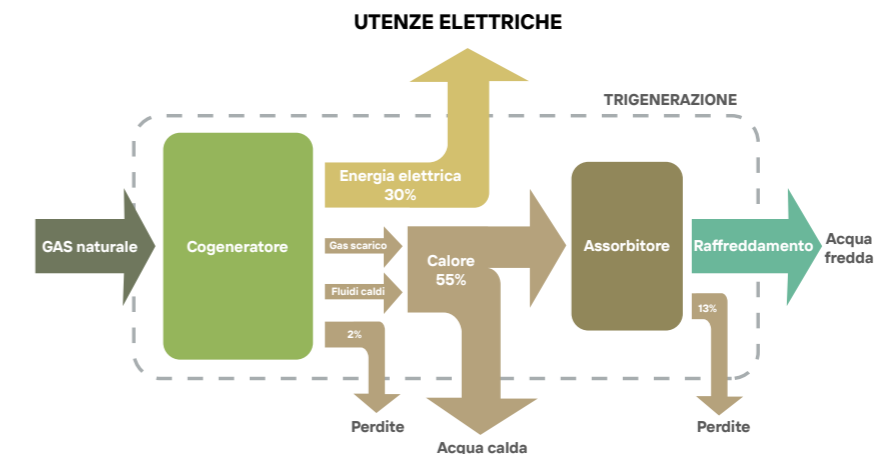 UTENZE ELETTRICHE
TRIGENERAZIONE
Energia elettrica
30%
GAS naturale
Cogeneratore
Gas scarico
Calore
55%
Fluidi caldi
Assorbitore
Raffreddamento
Acqua
fredda
2%
13%
Perdite
Perdite
Acqua calda